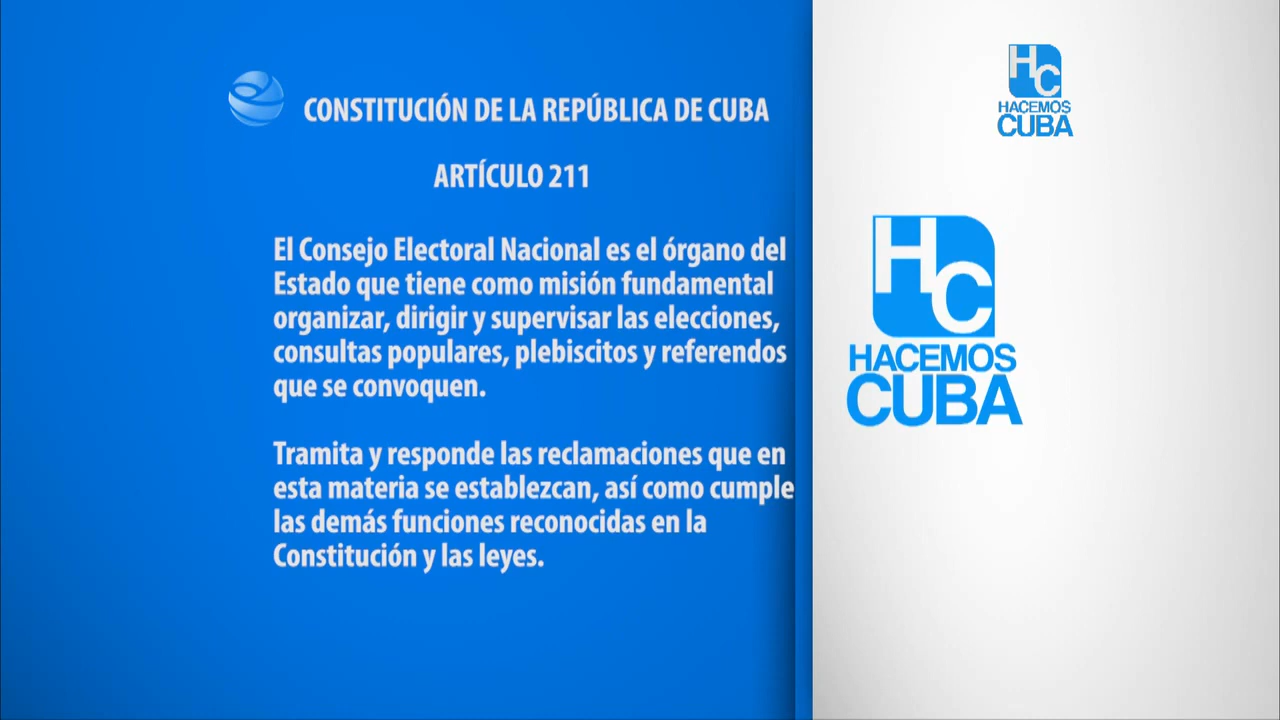 CONSTITUCIÓN DE LA REPÚBLICA DE CUBA
ARTÍCULO 211
El Consejo Electoral Nacional es el órgano del
Estado que tiene como misión fundamental
organizar, dirigir y supervisar las elecciones,
consultas populares, plebiscitos y referendos
que se convoquen.
Tramita y responde las reclamaciones que en
esta materia se establezcan, así como cumple
las demás funciones reconocidas en la
Constitución y las leyes.
HC
HACEMOS
CUBA
HC
HACEMOS
CUBA